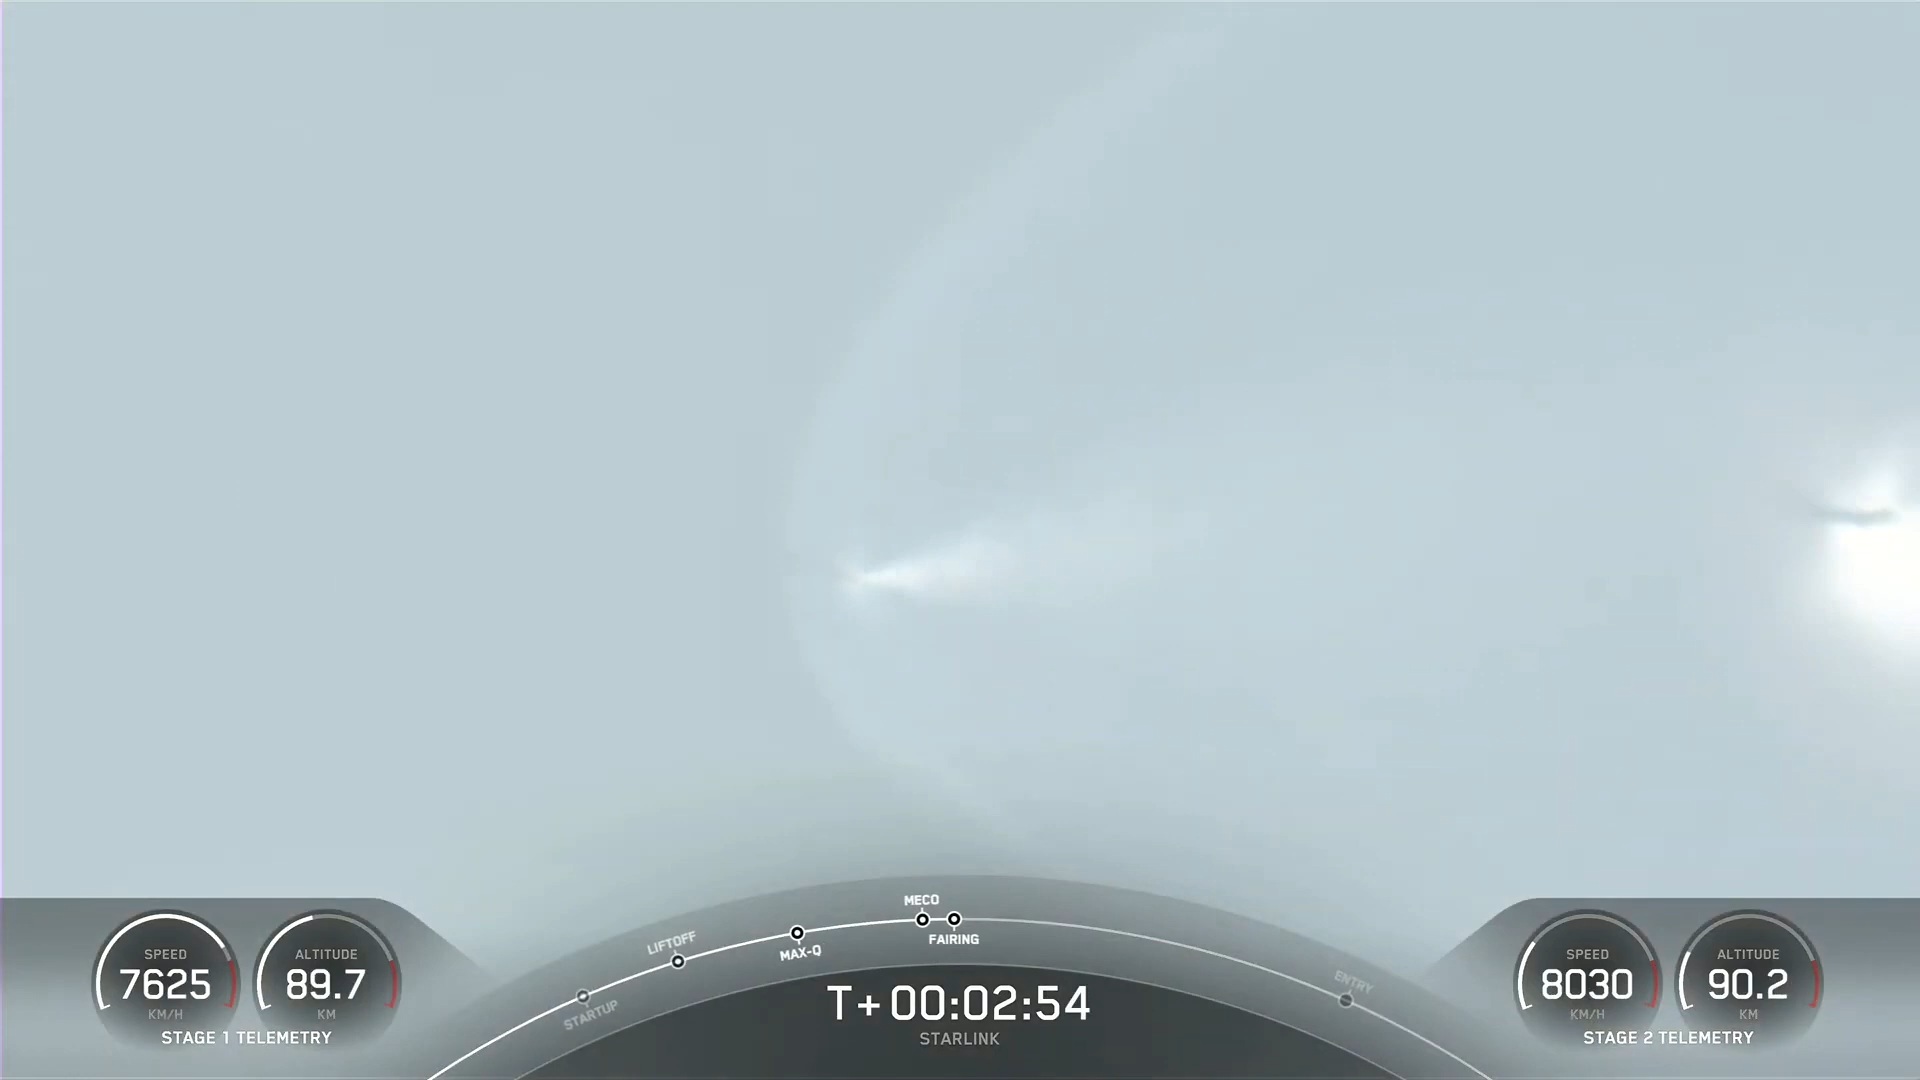 MECO
FAIRING
LIFTOFF
MAX-Q
STARTUP
ENTRY
SPEED
7625
KM/H
ALTITUDE
89.7
KM
STAGE 1 TELEMETRY
T+00:02:54
STARLINK
SPEED
8030
KM/H
ALTITUDE
90.2
KM
STAGE 2 TELEMETRY